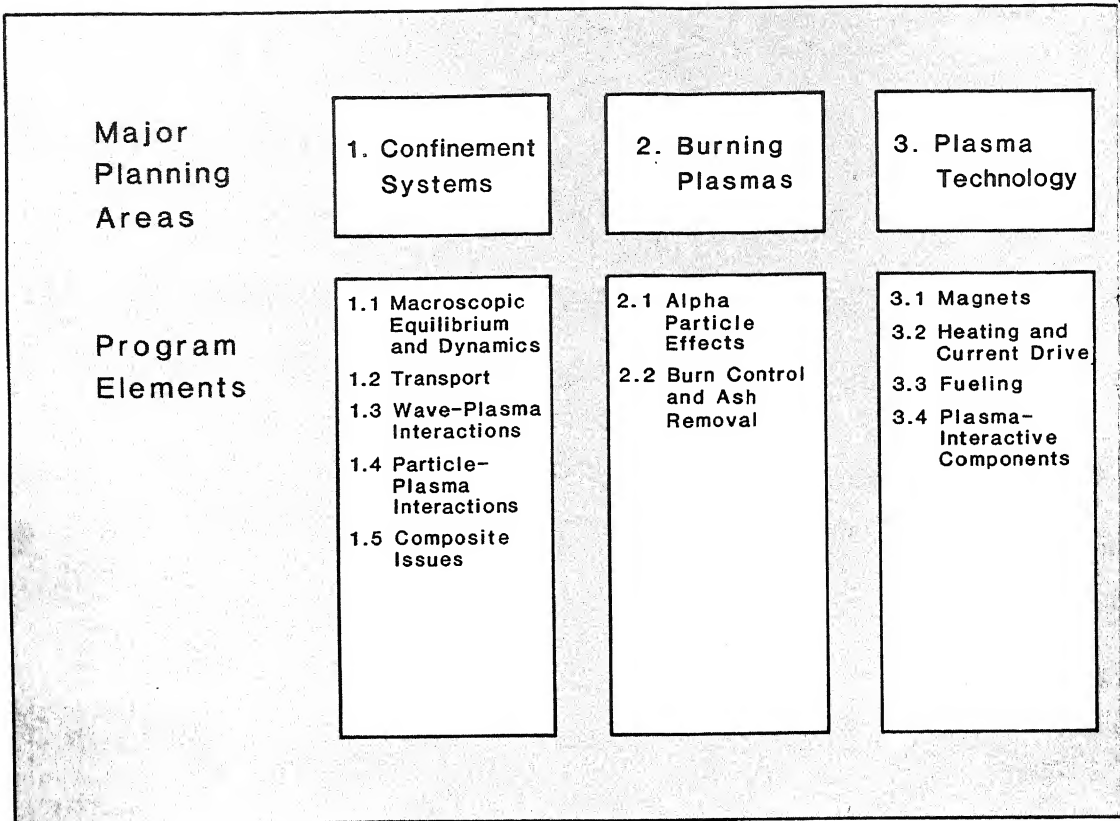 Major
Planning
Areas
1. Confinement
Systems
2. Burning
Plasmas
3. Plasma
Technology
Program
Elements
1.1 Macroscopic
Equilibrium
and Dynamics
1.2 Transport
1.3 Wave-Plasma
Interactions
1.4 Particle-
Plasma
Interactions
1.5 Composite
Issues
2.1 Alpha
Particle
Effects
2.2 Burn Control
and Ash
Removal
3.1 Magnets
3.2 Heating and
Current Drive
3.3 Fueling
3.4 Plasma-
Interactive
Components